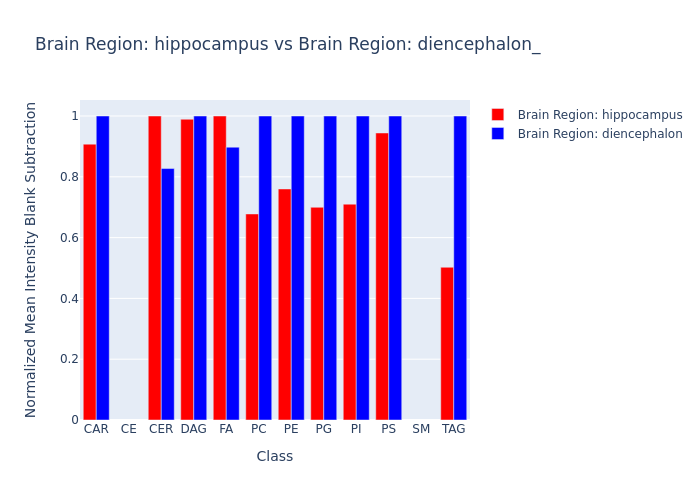 Brain Region: hippocampus vs Brain Region: diencephalon_
Normalized Mean Intensity Blank Subtraction
1
0.8
0.6
0.4
0.2
0
CAR CE CER DAG FA PC PE PG PI PS SM TAG
Class
Brain Region: hippocampus
Brain Region: diencephalon